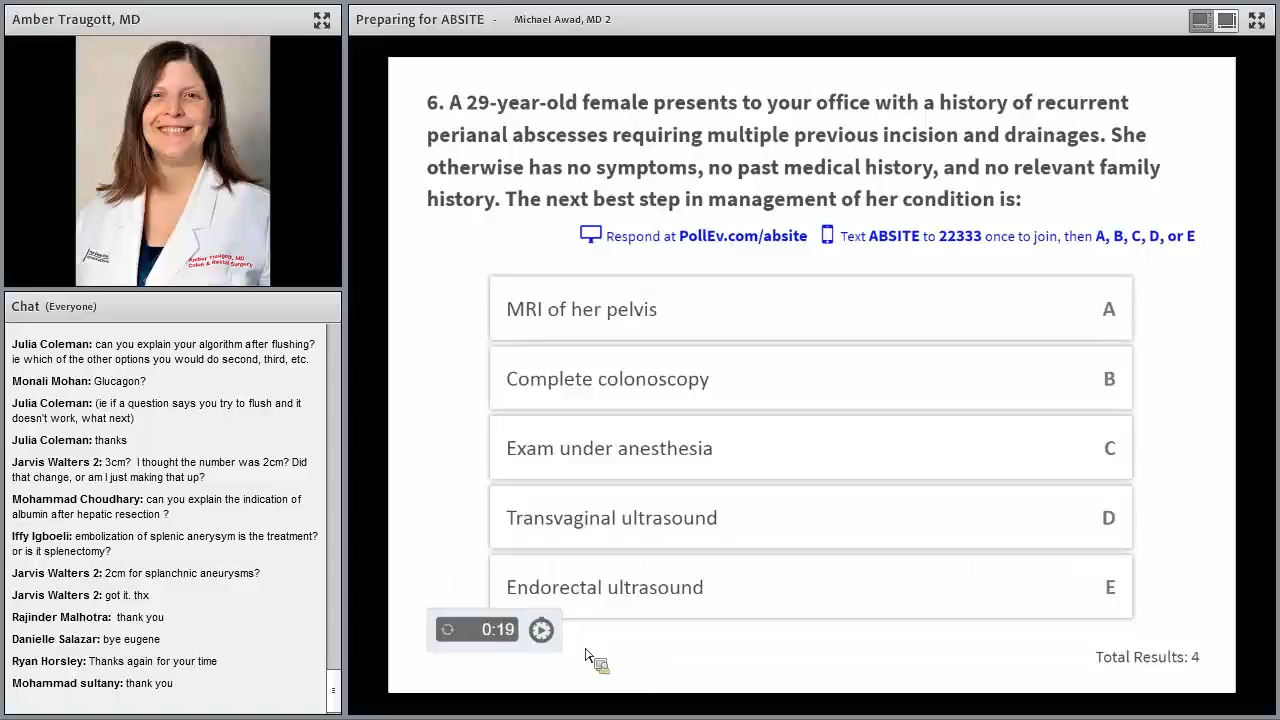 Amber Traugott, MD
Preparing for ABSITE - Michael Awad, MD 2
Amber Traugott, MD
Colon & Rectal Surgery
Chat (Everyone)
Julia Coleman: can you explain your algorithm after flushing?
ie which of the other options you would do second, third, etc.
Monali Mohan: Glucagon?
Julia Coleman: (ie if a question says you try to flush and it
doesn't work, what next)
Julia Coleman: thanks
Jarvis Walters 2: 3cm? I thought the number was 2cm? Did
that change, or am I just making that up?
Mohammad Choudhary: can you explain the indication of
albumin after hepatic resection ?
Iffy Igboeli: embolization of splenic anerysym is the treatment?
or is it splenectomy?
Jarvis Walters 2: 2cm for splanchnic aneurysms?
Jarvis Walters 2: got it. thx
Rajinder Malhotra: thank you
Danielle Salazar: bye eugene
Ryan Horsley: Thanks again for your time
Mohammad sultany: thank you
6. A 29-year-old female presents to your office with a history of recurrent
perianal abscesses requiring multiple previous incision and drainages. She
otherwise has no symptoms, no past medical history, and no relevant family
history. The next best step in management of her condition is:
Respond at PollEv.com/absite Text ABSITE to 22333 once to join, then A, B, C, D, or E
MRI of her pelvis A
Complete colonoscopy B
Exam under anesthesia C
Transvaginal ultrasound D
Endorectal ultrasound E
0:19
Total Results: 4